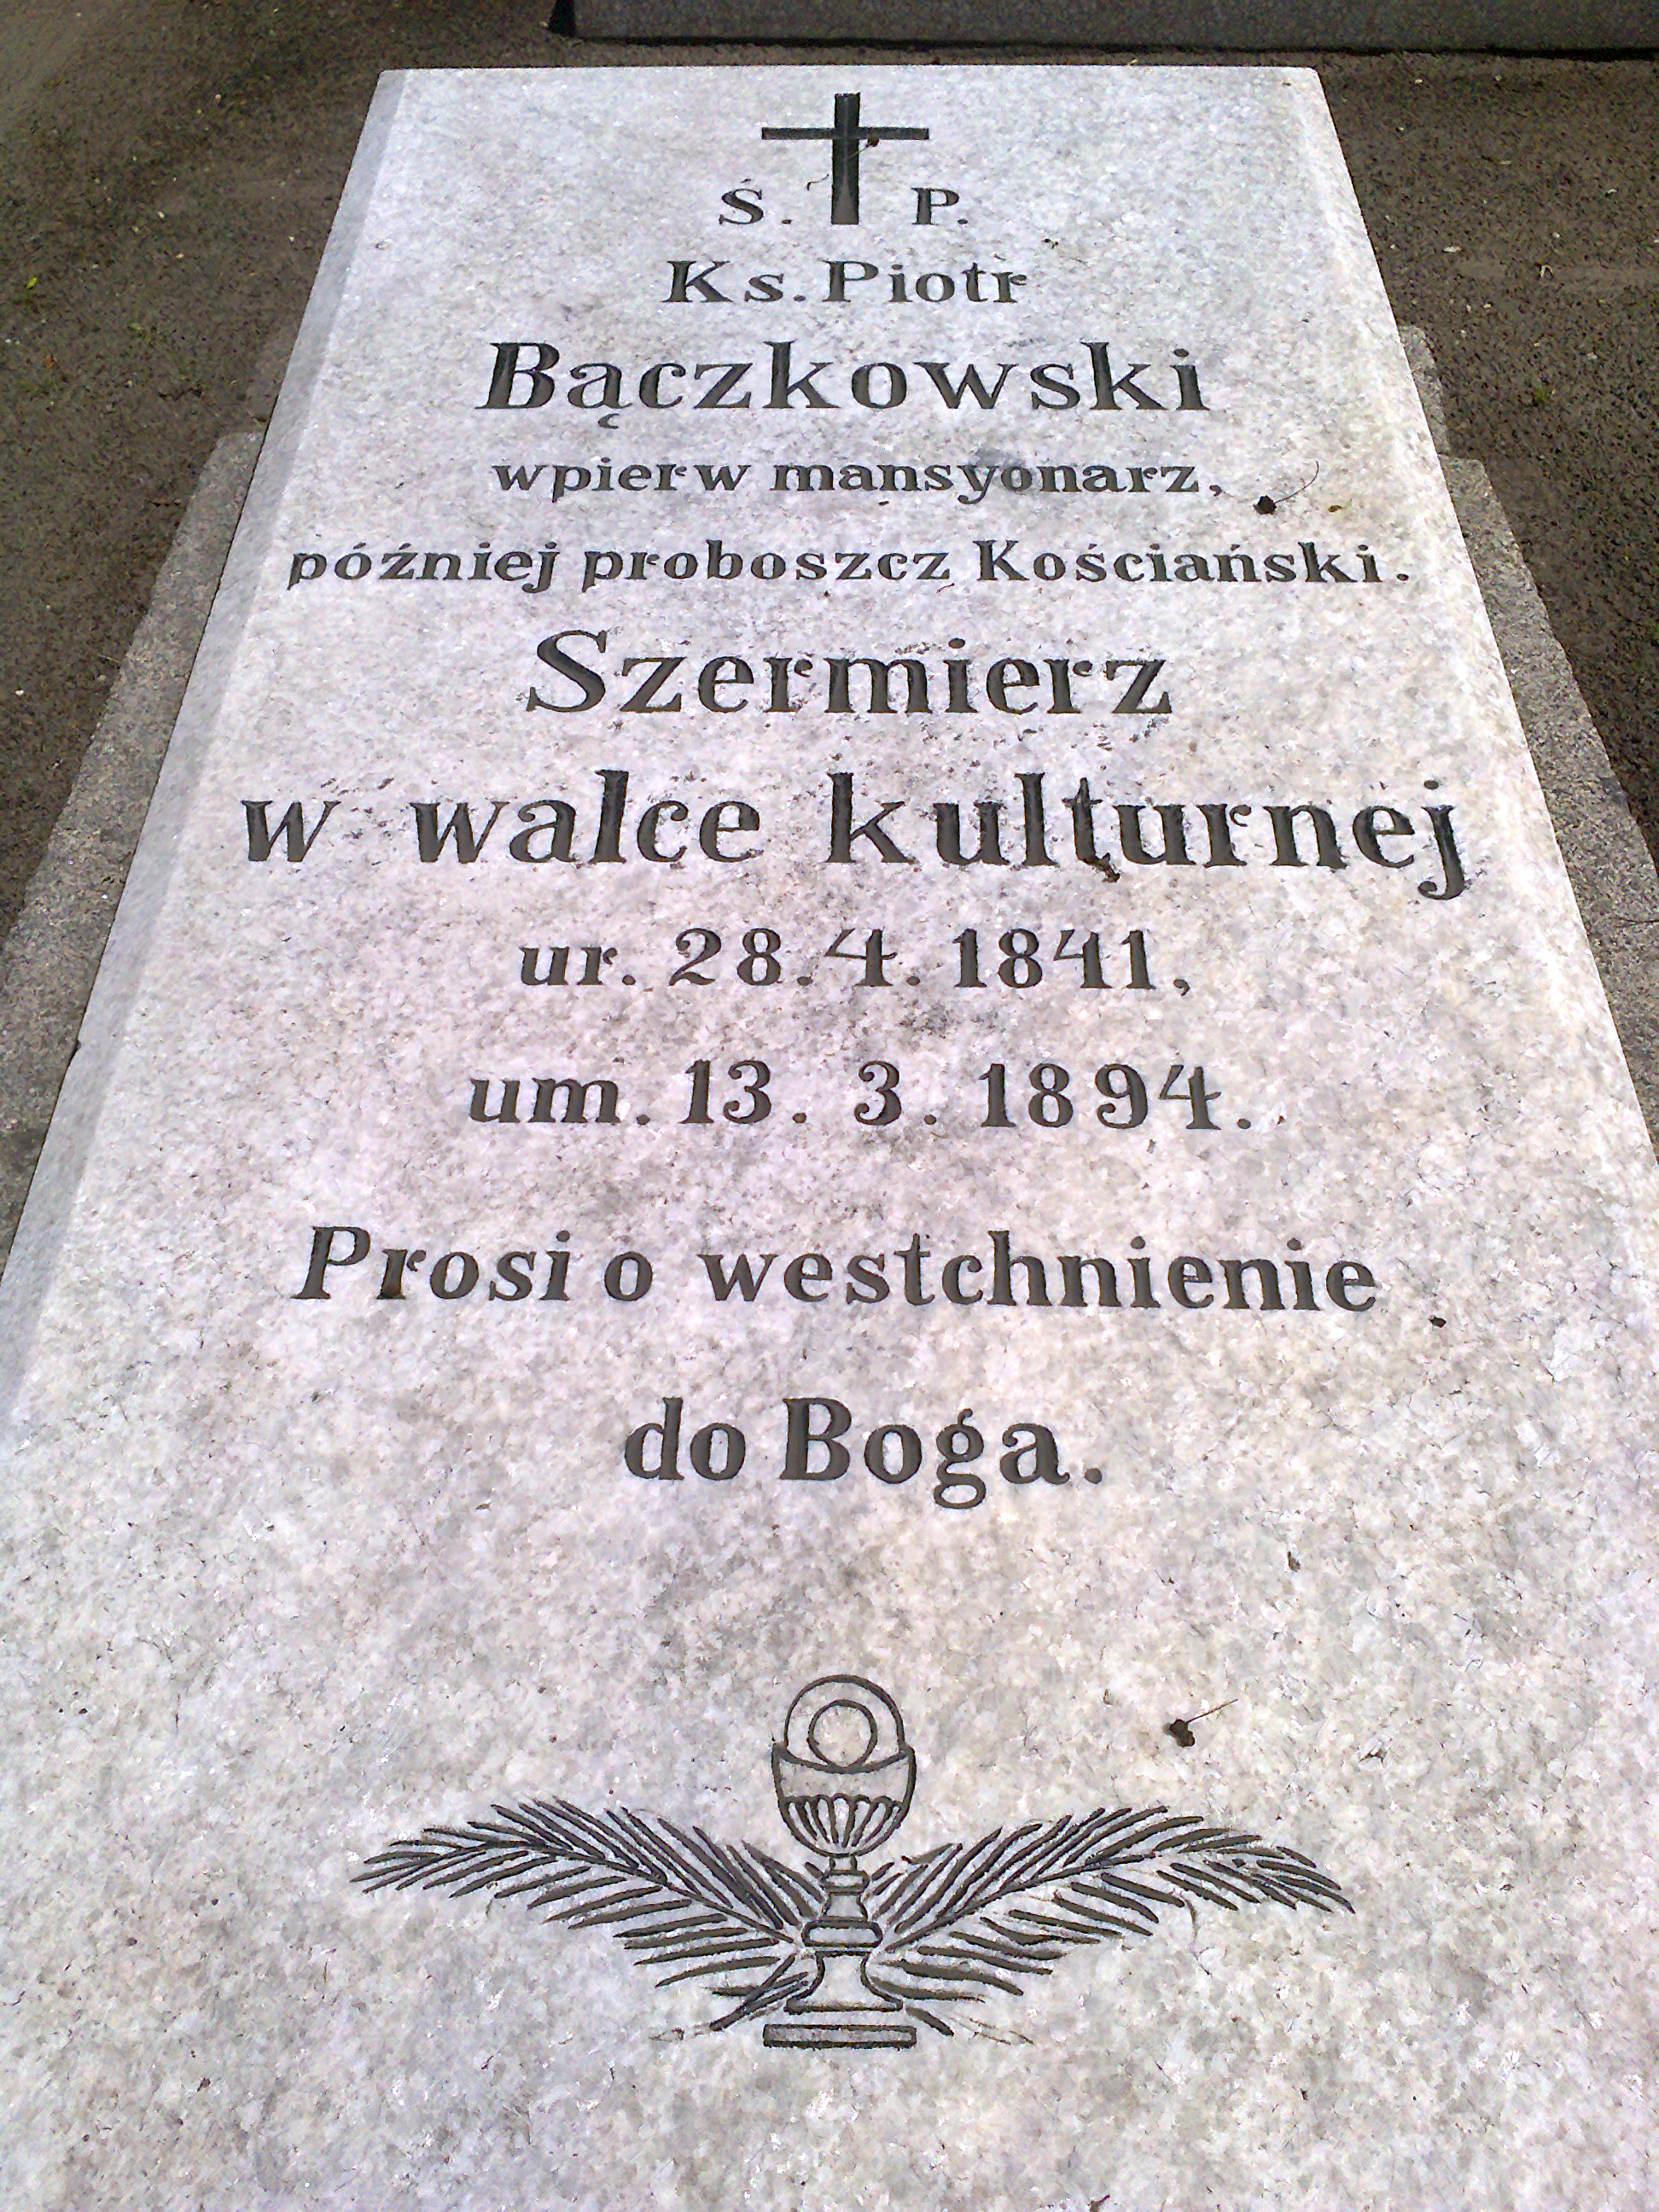 Ś. P.
Ks. Piotr
Bączkowski
wpierw mansyonarz,
później proboszcz Kościański.
Szermierz
w walce kulturnej
ur. 28. 4. 1841,
um. 13. 3. 1894.
Prosi o westchnienie
do Boga.